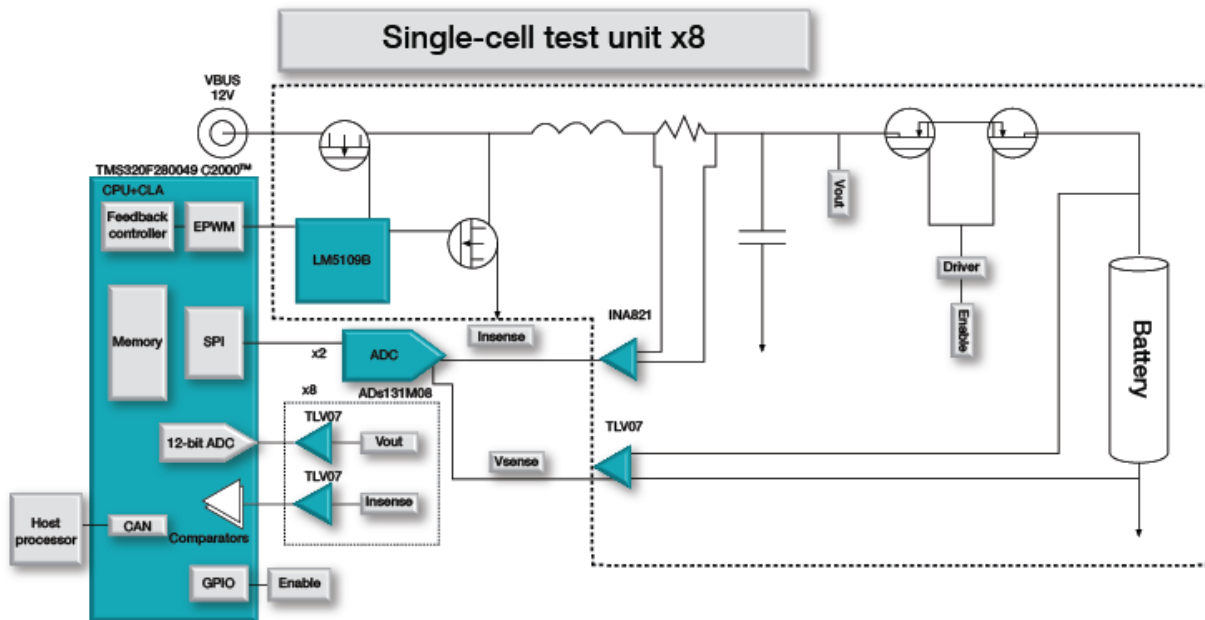 Single-cell test unit x8
VBUS
12V
TMS320F280049 C2000™
CPU+CLA
Feedback
controller
EPWM
LM5109B
Vout
Driver
Enable
Battery
Memory
SPI
x2
ADC
ADs131M08
Insense
INA821
x8
TLV07
12-bit ADC
Vout
TLV07
Insense
Comparators
Vsense
TLV07
Host
processor
CAN
GPIO
Enable